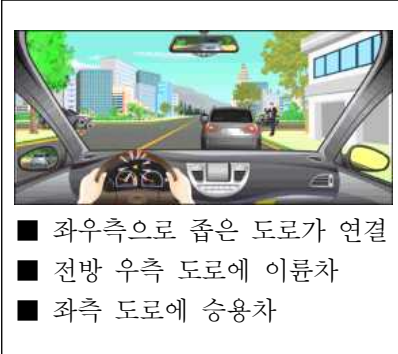 ■ 좌우측으로 좁은 도로가 연결
■ 전방 우측 도로에 이륜차
■ 좌측 도로에 승용차